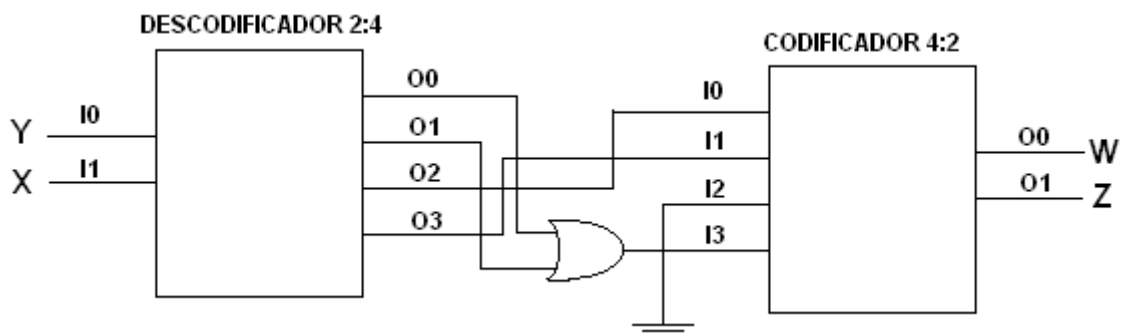 DESCODIFICADOR 2:4
CODIFICADOR 4:2
Y
I0
X
I1
O0
O1
O2
O3
I0
I1
I2
I3
O0
W
O1
Z